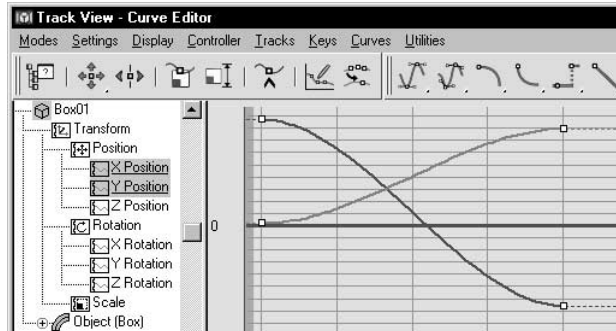 Track View - Curve Editor
Modes Settings Display Controller Tracks Keys Curves Utilities
Box01
Transform
Position
X Position
Y Position
Z Position
0
Rotation
X Rotation
Y Rotation
Z Rotation
Scale
Object (Box)